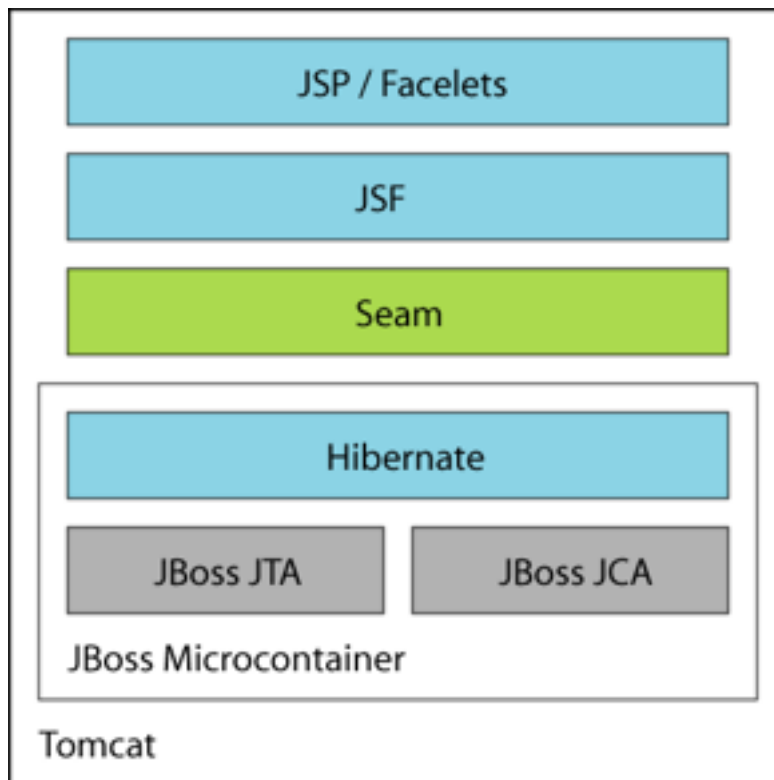 JSP / Facelets
JSF
Seam
Hibernate
JBoss JTA
JBoss JCA
JBoss Microcontainer
Tomcat